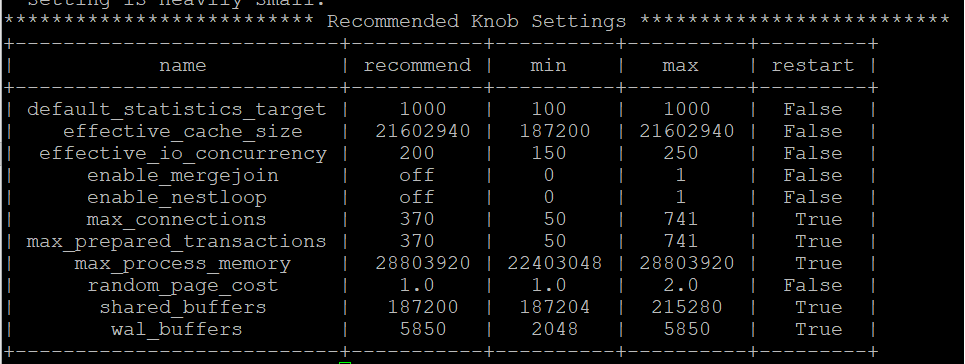 setting is heavily small.
************************** Recommended Knob Settings **************************
+---------------------------+-----------+----------+----------+---------+
| name | recommend | min | max | restart |
+---------------------------+-----------+----------+----------+---------+
| default_statistics_target | 1000 | 100 | 1000 | False |
| effective_cache_size | 21602940 | 187200 | 21602940 | False |
| effective_io_concurrency | 200 | 150 | 250 | False |
| enable_mergejoin | off | 0 | 1 | False |
| enable_nestloop | off | 0 | 1 | False |
| max_connections | 370 | 50 | 741 | True |
| max_prepared_transactions | 370 | 50 | 741 | True |
| max_process_memory | 28803920 | 22403048 | 28803920 | True |
| random_page_cost | 1.0 | 1.0 | 2.0 | False |
| shared_buffers | 187200 | 187204 | 215280 | True |
| wal_buffers | 5850 | 2048 | 5850 | True |
+---------------------------+-----------+----------+----------+---------+